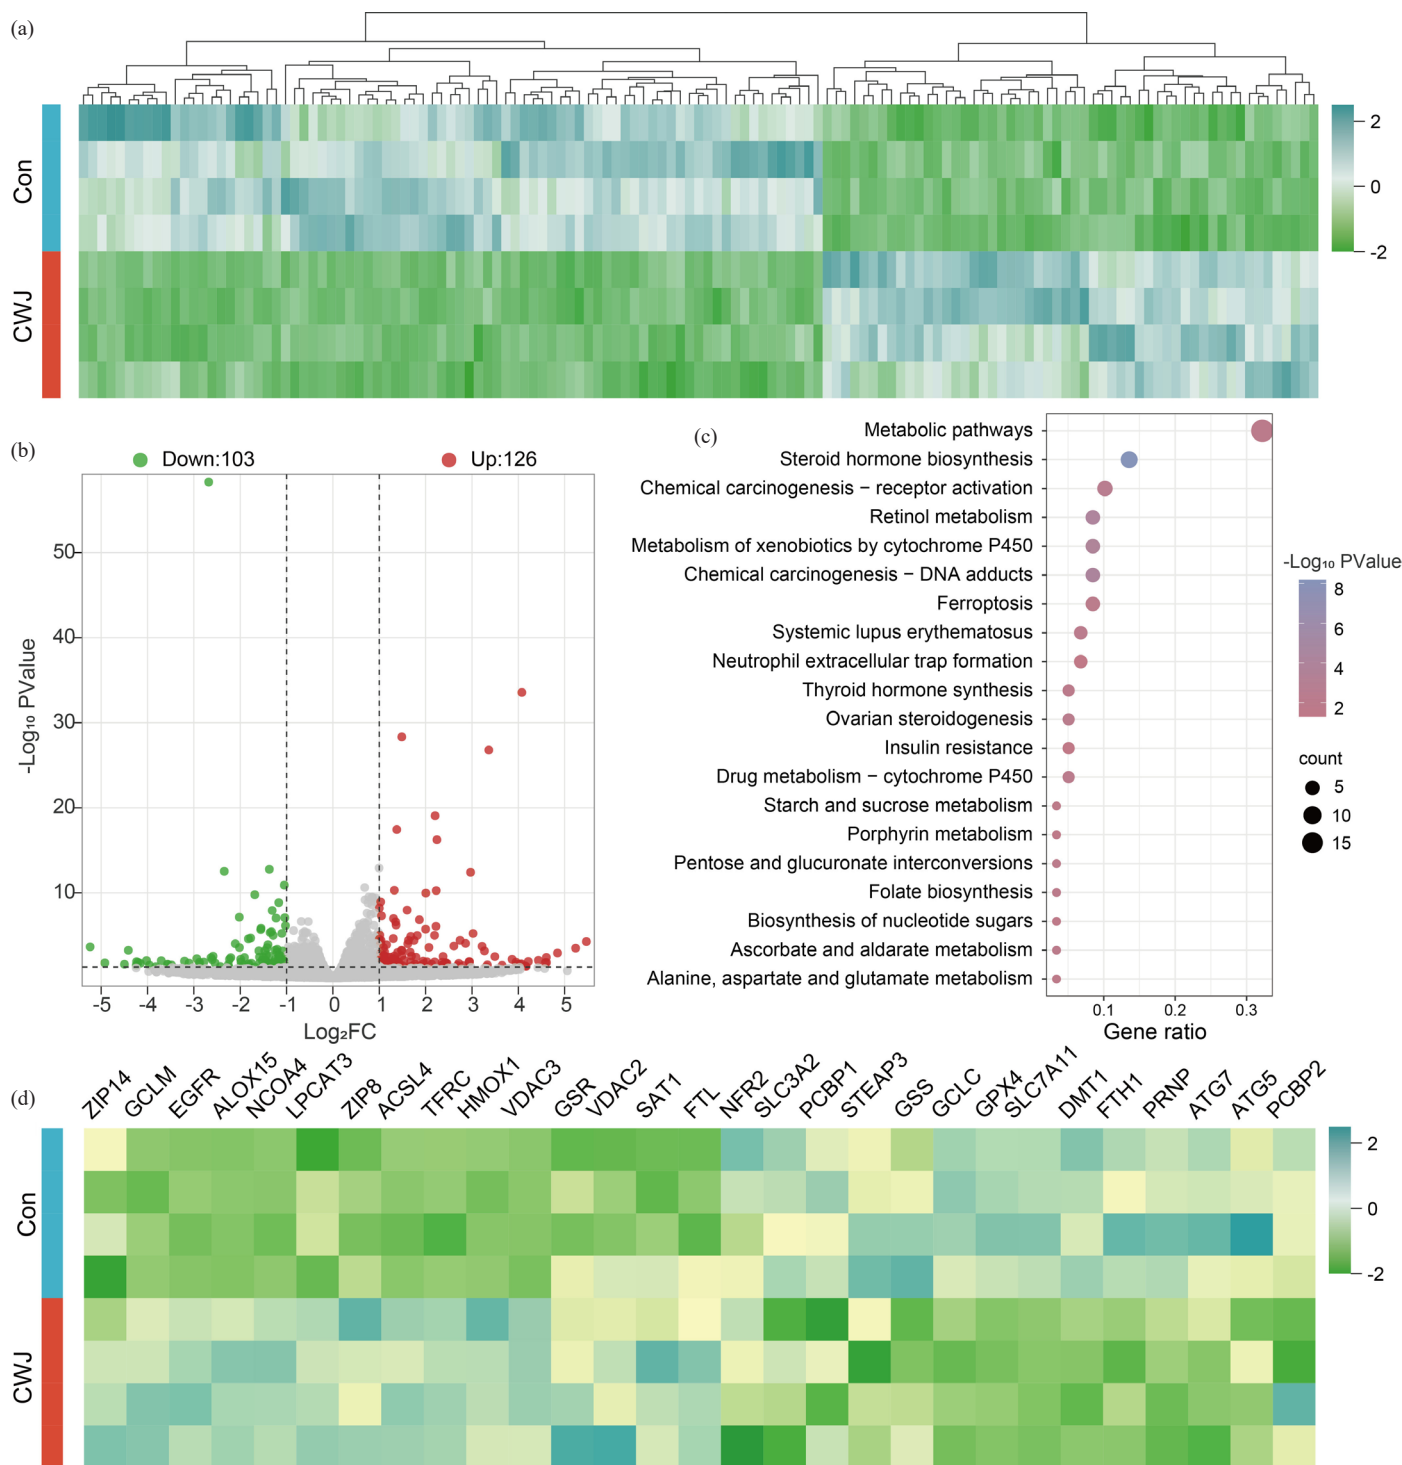 (a)
Con
CWJ
2
0
-2
(b)
Down:103
Up:126
50
40
30
20
10
-Log₁₀ PValue
-5
-4
-3
-2
-1
0
1
2
3
4
5
Log₂FC
(c)
Metabolic pathways
Steroid hormone biosynthesis
Chemical carcinogenesis − receptor activation
Retinol metabolism
Metabolism of xenobiotics by cytochrome P450
Chemical carcinogenesis − DNA adducts
Ferroptosis
Systemic lupus erythematosus
Neutrophil extracellular trap formation
Thyroid hormone synthesis
Ovarian steroidogenesis
Insulin resistance
Drug metabolism − cytochrome P450
Starch and sucrose metabolism
Porphyrin metabolism
Pentose and glucuronate interconversions
Folate biosynthesis
Biosynthesis of nucleotide sugars
Ascorbate and aldarate metabolism
Alanine, aspartate and glutamate metabolism
0.1
0.2
0.3
Gene ratio
-Log₁₀ PValue
8
6
4
2
count
5
10
15
(d)
ZIP14
GCLM
EGFR
ALOX15
NCOA4
LPCAT3
ZIP8
ACSL4
TFRC
HMOX1
VDAC3
GSR
VDAC2
SAT1
FTL
NFR2
SLC3A2
PCBP1
STEAP3
GSS
GCLC
GPX4
SLC7A11
DMT1
FTH1
PRNP
ATG7
ATG5
PCBP2
Con
CWJ
2
0
-2